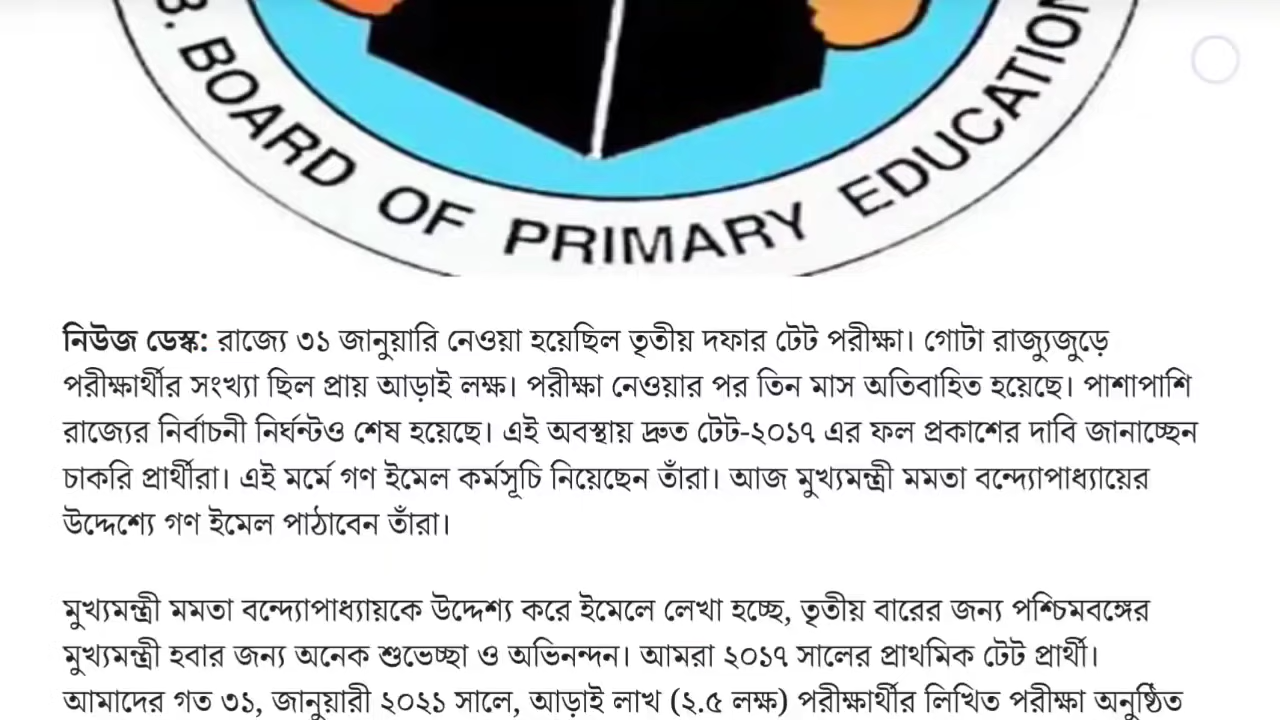 B. BOARD OF PRIMARY EDUCATION
নিউজ ডেস্ক: রাজ্যে ৩১ জানুয়ারি নেওয়া হয়েছিল তৃতীয় দফার টেট পরীক্ষা। গোটা রাজ্যুজুড়ে
পরীক্ষার্থীর সংখ্যা ছিল প্রায় আড়াই লক্ষ। পরীক্ষা নেওয়ার পর তিন মাস অতিবাহিত হয়েছে। পাশাপাশি
রাজ্যের নির্বাচনী নির্ঘন্টও শেষ হয়েছে। এই অবস্থায় দ্রুত টেট-২০১৭ এর ফল প্রকাশের দাবি জানাচ্ছেন
চাকরি প্রার্থীরা। এই মর্মে গণ ইমেল কর্মসূচি নিয়েছেন তাঁরা। আজ মুখ্যমন্ত্রী মমতা বন্দ্যোপাধ্যায়ের
উদ্দেশ্যে গণ ইমেল পাঠাবেন তাঁরা।
মুখ্যমন্ত্রী মমতা বন্দ্যোপাধ্যায়কে উদ্দেশ্য করে ইমেলে লেখা হচ্ছে, তৃতীয় বারের জন্য পশ্চিমবঙ্গের
মুখ্যমন্ত্রী হবার জন্য অনেক শুভেচ্ছা ও অভিনন্দন। আমরা ২০১৭ সালের প্রাথমিক টেট প্রার্থী।
আমাদের গত ৩১, জানুয়ারী ২০২১ সালে, আড়াই লাখ (২.৫ লক্ষ) পরীক্ষার্থীর লিখিত পরীক্ষা অনুষ্ঠিত